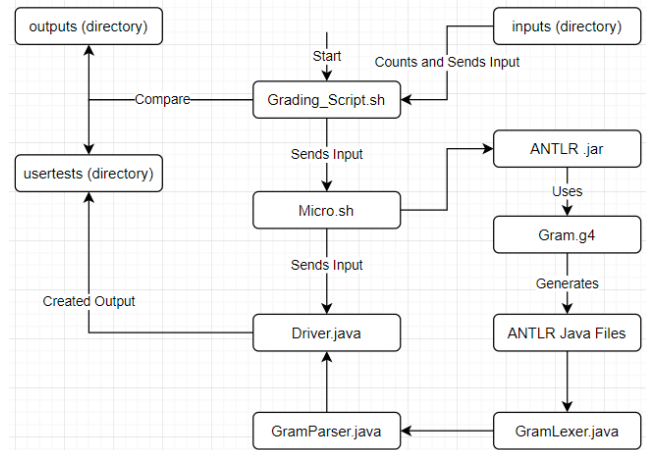 outputs (directory)
inputs (directory)
Start
Counts and Sends Input
Compare
Grading_Script.sh
Sends Input
ANTLR .jar
usertests (directory)
Uses
Micro.sh
Gram.g4
Sends Input
Generates
Created Output
Driver.java
ANTLR Java Files
GramParser.java
GramLexer.java